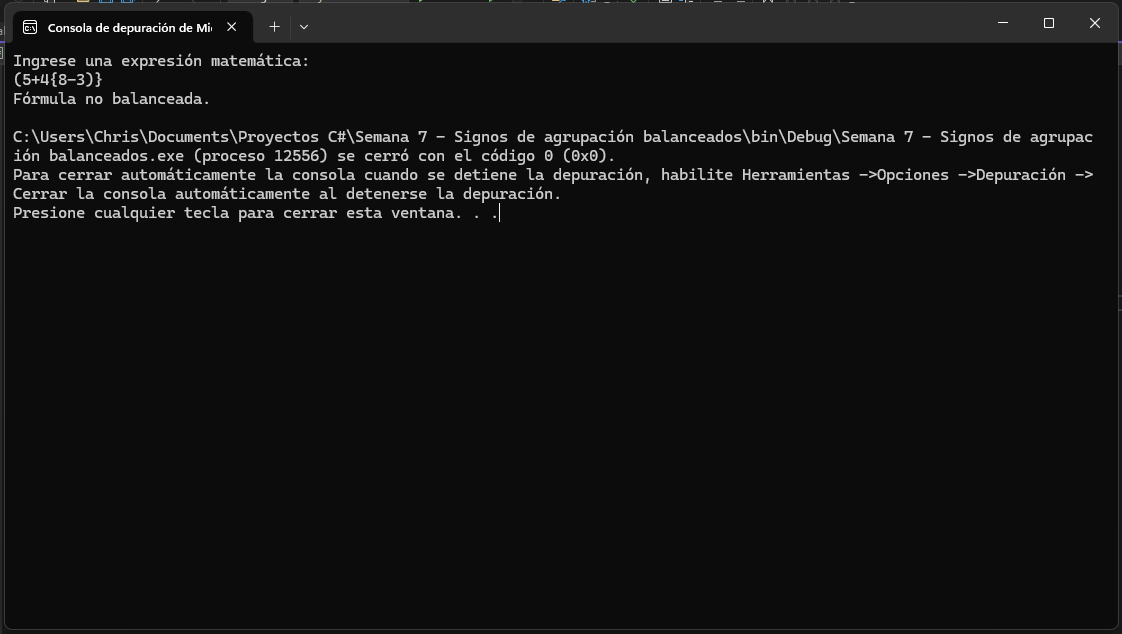 Consola de depuración de Mi
Ingrese una expresión matemática:
(5+4{8-3)}
Fórmula no balanceada.
C:\Users\Chris\Documents\Proyectos C#\Semana 7 - Signos de agrupación balanceados\bin\Debug\Semana 7 - Signos de agrupac
ión balanceados.exe (proceso 12556) se cerró con el código 0 (0x0).
Para cerrar automáticamente la consola cuando se detiene la depuración, habilite Herramientas ->Opciones ->Depuración ->
Cerrar la consola automáticamente al detenerse la depuración.
Presione cualquier tecla para cerrar esta ventana. . .